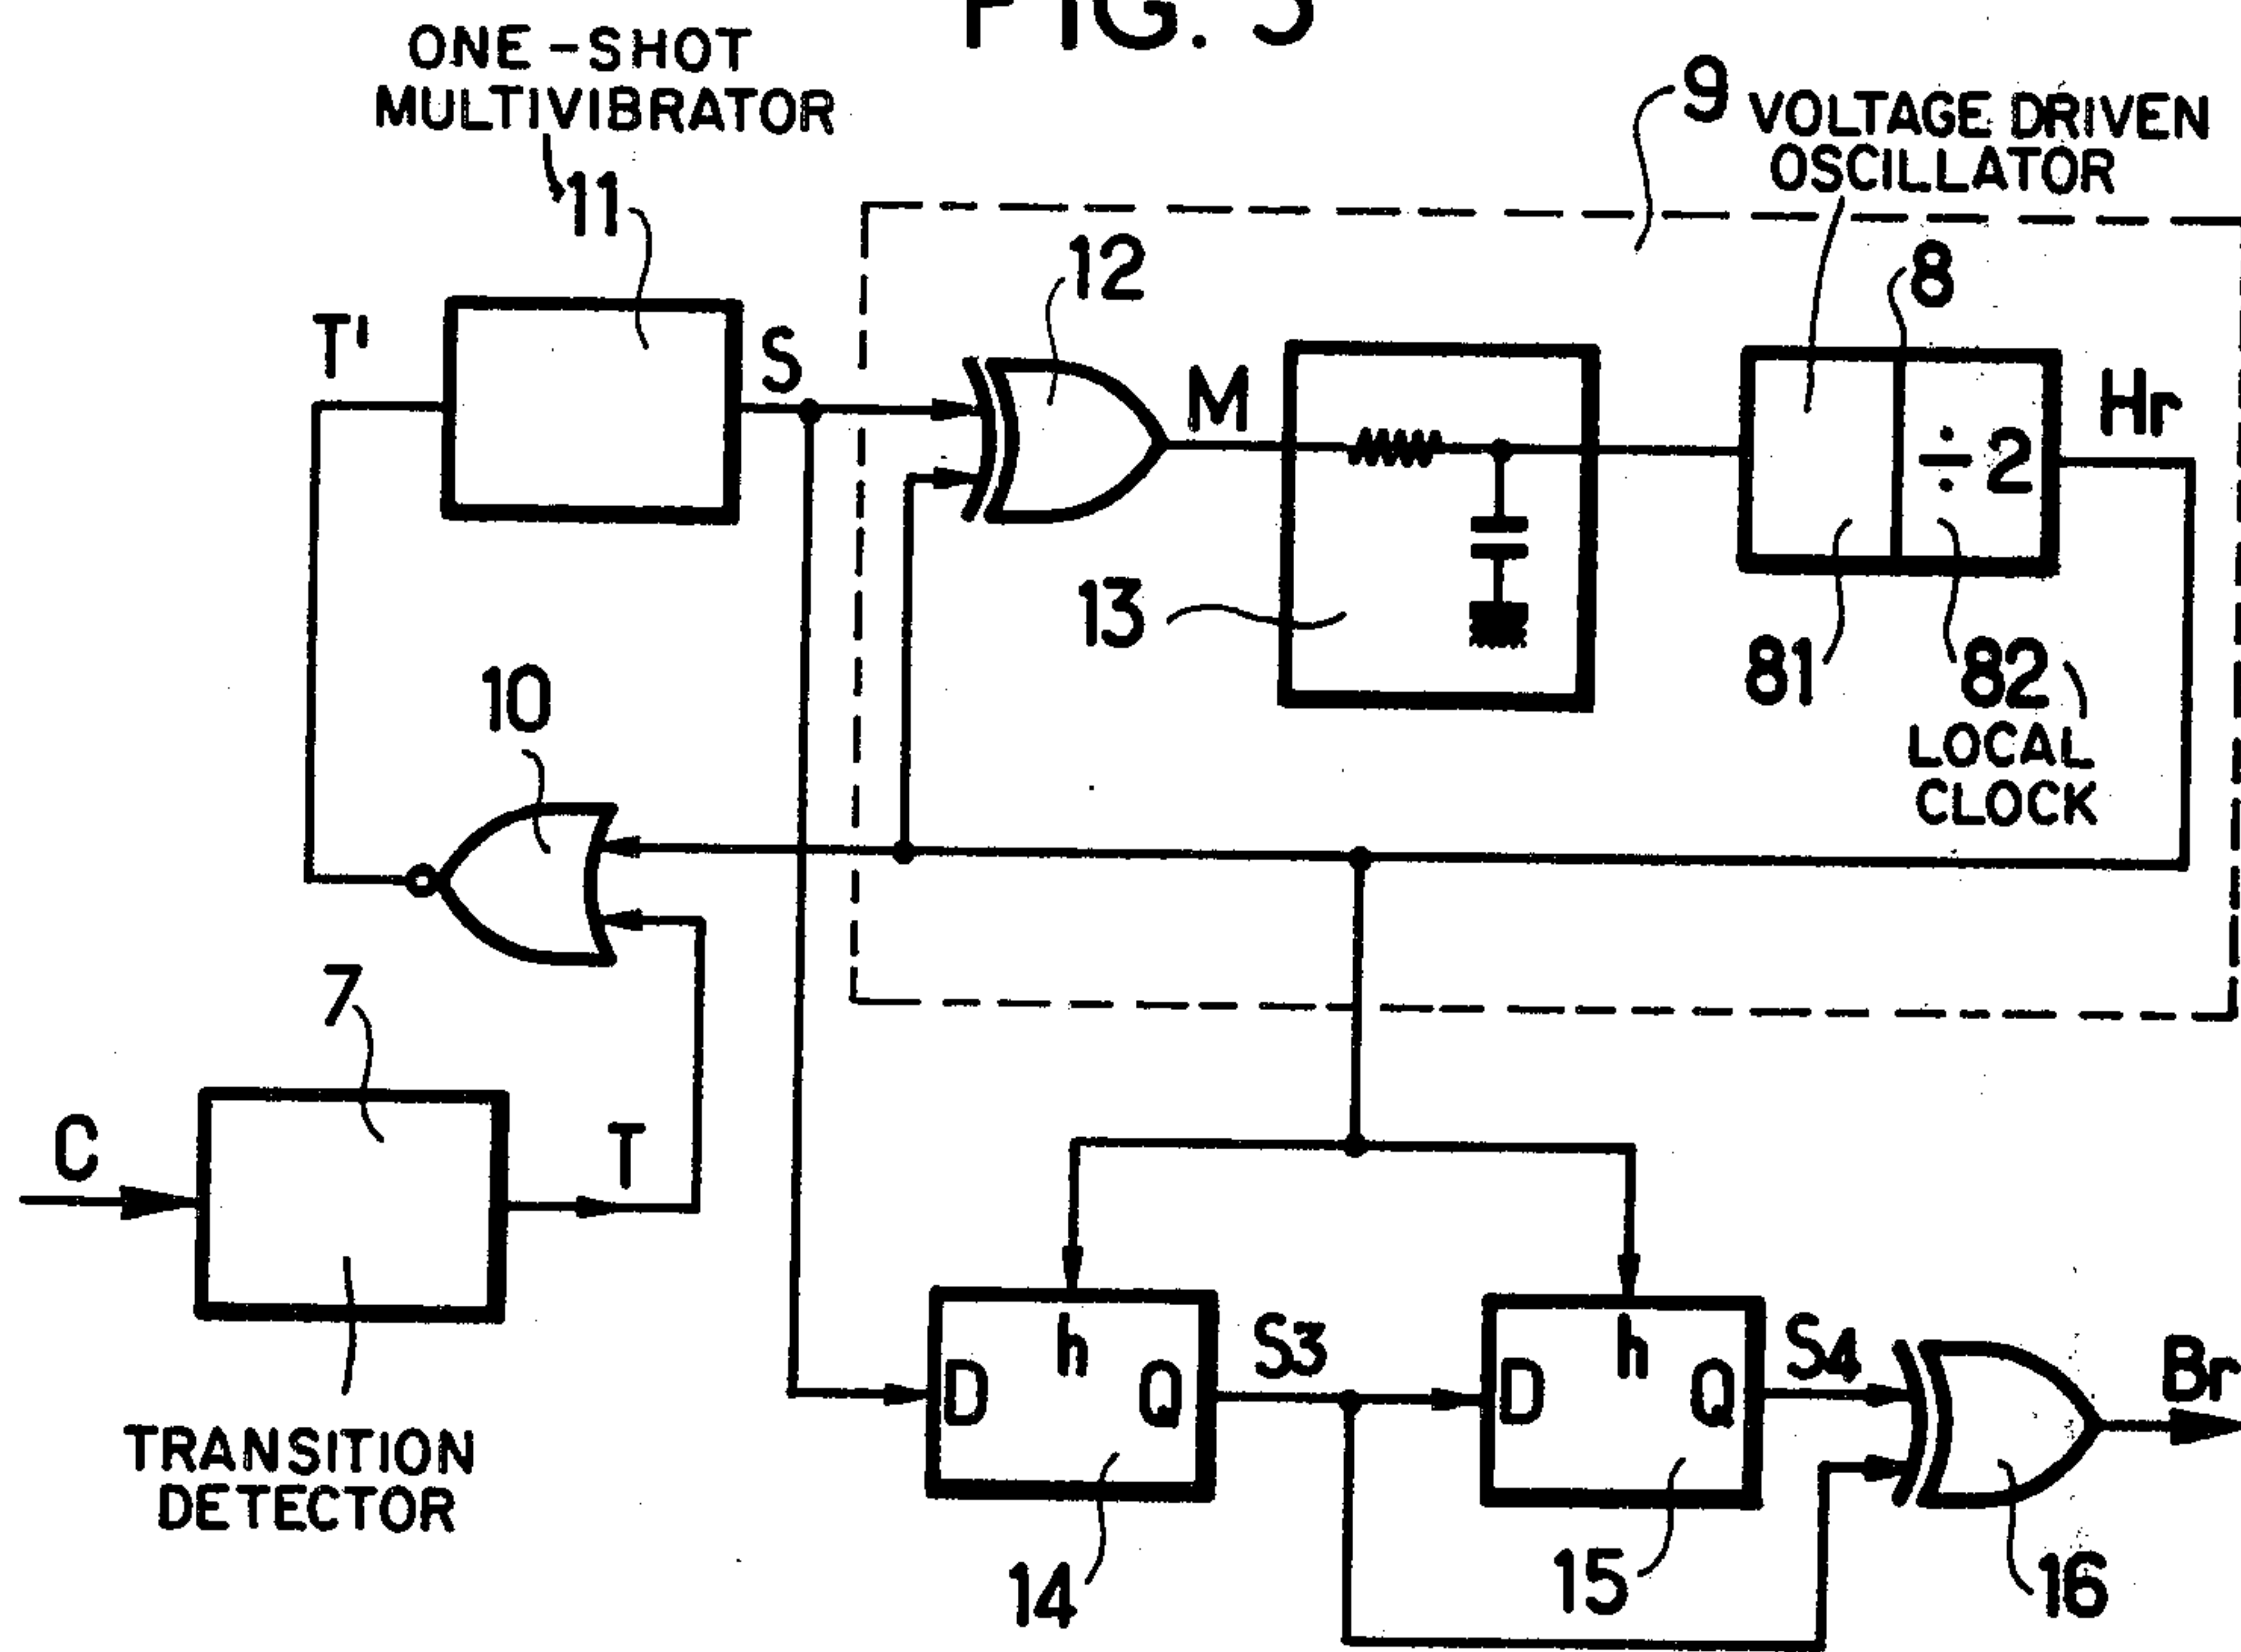 FIG. 5
ONE-SHOT
MULTIVIBRATOR
11
9
VOLTAGE DRIVEN
OSCILLATOR
12
8
T'
S
M
÷2
Hr
13
81
82
LOCAL
CLOCK
10
7
C
T
TRANSITION
DETECTOR
h
D
Q
S3
h
D
Q
S4
Br
14
15
16